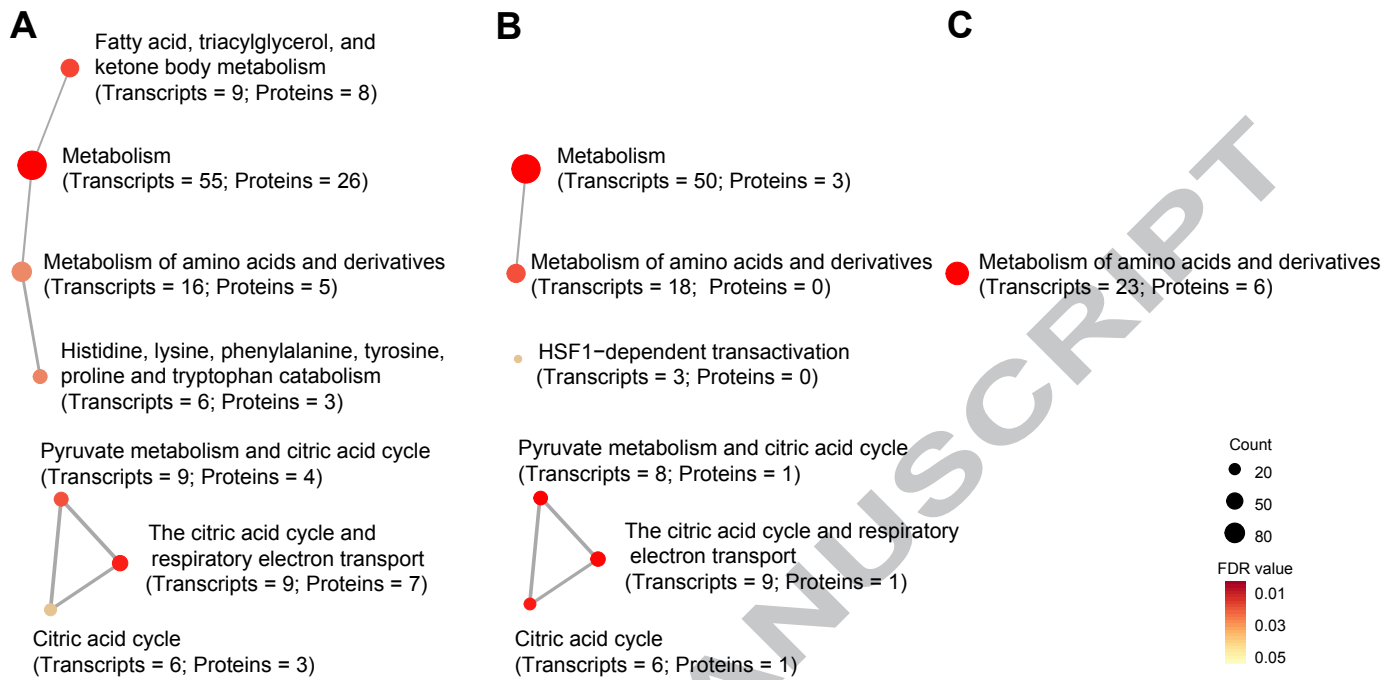 A
Fatty acid, triacylglycerol, and
ketone body metabolism
(Transcripts = 9; Proteins = 8)
Metabolism
(Transcripts = 55; Proteins = 26)
Metabolism of amino acids and derivatives
(Transcripts = 16; Proteins = 5)
Histidine, lysine, phenylalanine, tyrosine,
proline and tryptophan catabolism
(Transcripts = 6; Proteins = 3)
Pyruvate metabolism and citric acid cycle
(Transcripts = 9; Proteins = 4)
The citric acid cycle and
respiratory electron transport
(Transcripts = 9; Proteins = 7)
Citric acid cycle
(Transcripts = 6; Proteins = 3)
B
Metabolism
(Transcripts = 50; Proteins = 3)
Metabolism of amino acids and derivatives
(Transcripts = 18; Proteins = 0)
HSF1−dependent transactivation
(Transcripts = 3; Proteins = 0)
Pyruvate metabolism and citric acid cycle
(Transcripts = 8; Proteins = 1)
The citric acid cycle and respiratory
electron transport
(Transcripts = 9; Proteins = 1)
Citric acid cycle
(Transcripts = 6; Proteins = 1)
C
Metabolism of amino acids and derivatives
(Transcripts = 23; Proteins = 6)
Count
20
50
80
FDR value
0.01
0.03
0.05
ANUSCRIPT